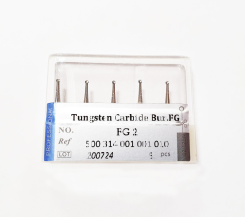 Tungsten Carbide Bur.FG
NO. FG 2
Ref 500 314 001 001 010
LOT 200724 5 pcs